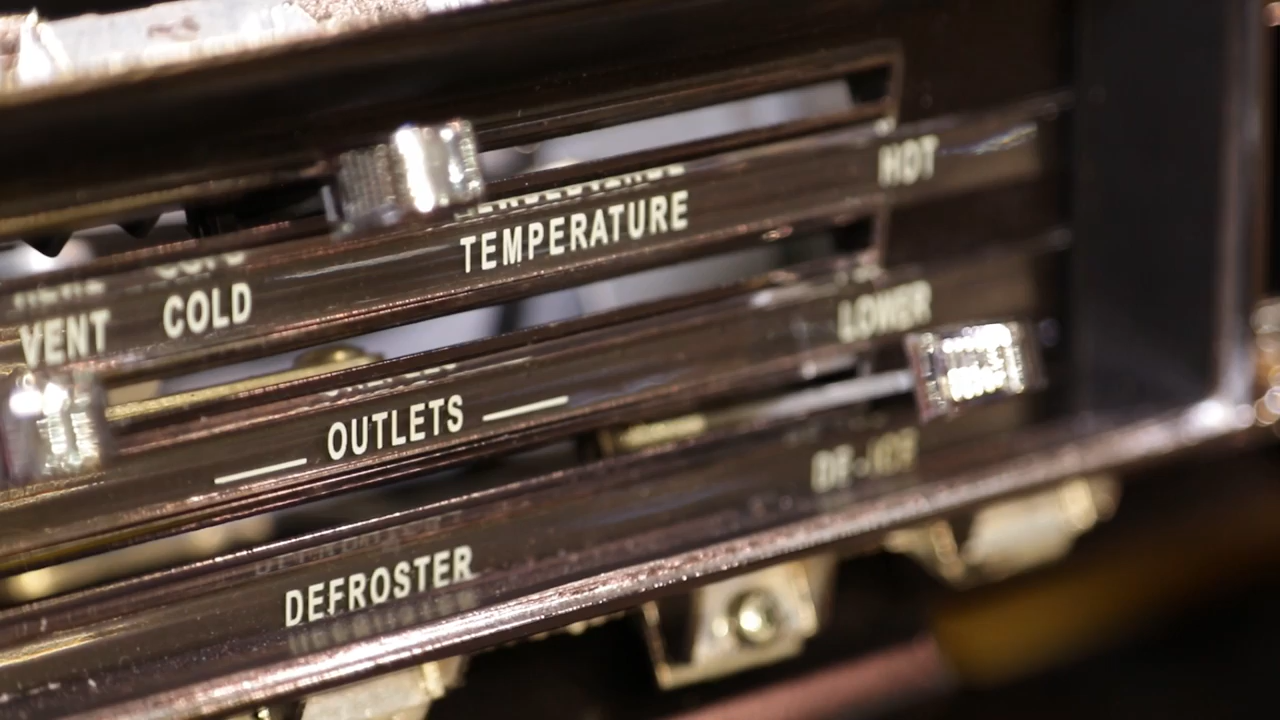 TEMPERATURE HOT
VENT COLD
LOWER
OUTLETS
DEFROSTER